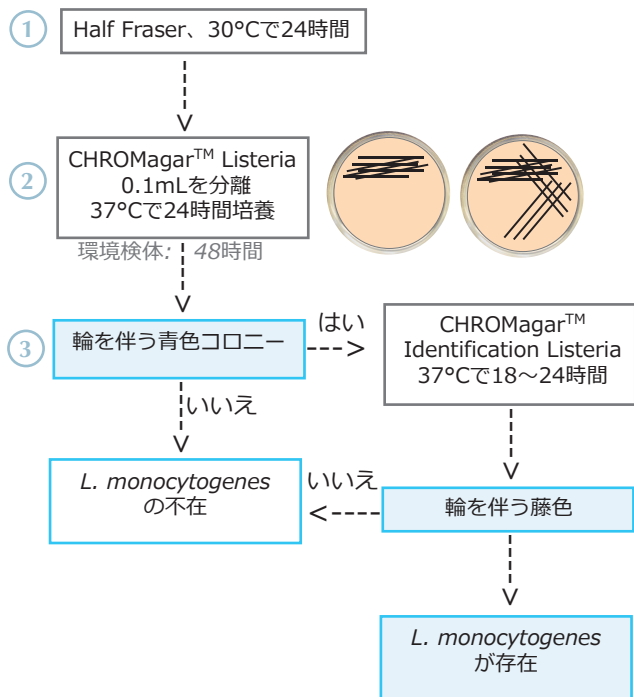 1
Half Fraser、30°Cで24時間
2
CHROMagar™ Listeria
0.1mLを分離
37°Cで24時間培養
環境検体: 48時間
3
輪を伴う青色コロニー
はい
CHROMagar™
Identification Listeria
37°Cで18～24時間
いいえ
L. monocytogenes
の不在
いいえ
輪を伴う藤色
L. monocytogenes
が存在